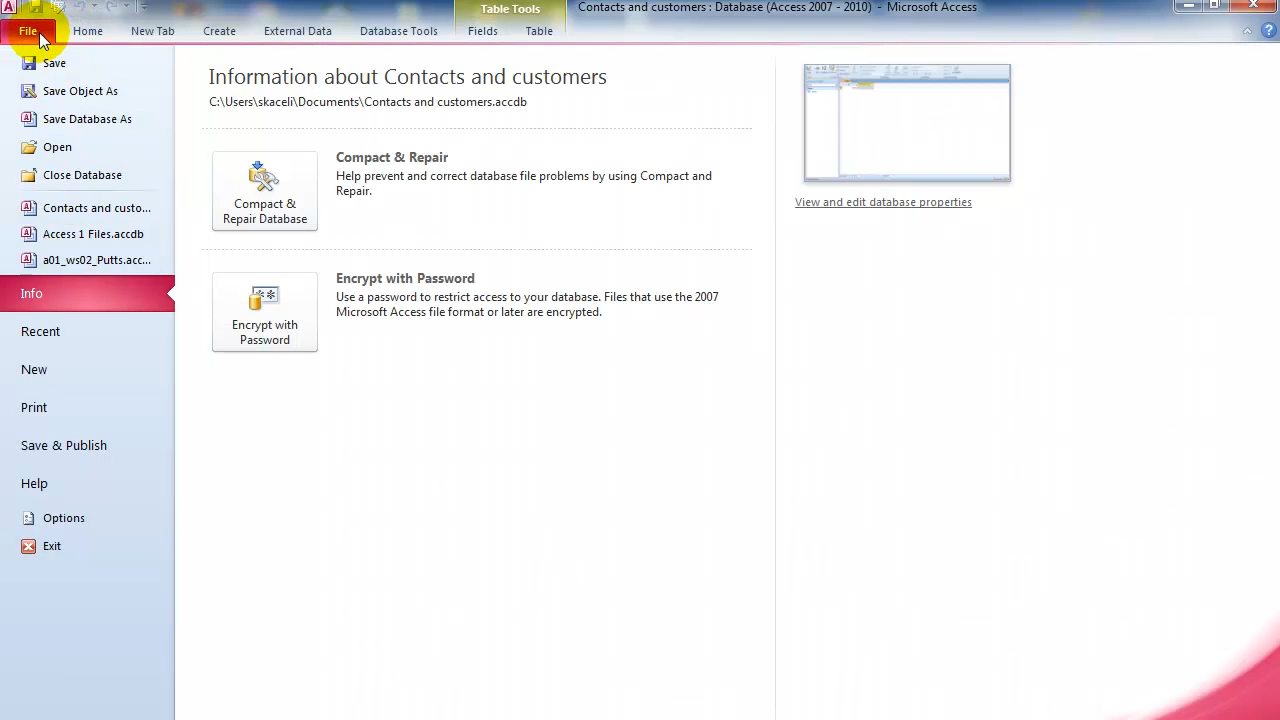 Table Tools
Contacts and customers : Database (Access 2007 - 2010) - Microsoft Access
File
Home
New Tab
Create
External Data
Database Tools
Fields
Table
Save
Save Object As
Save Database As
Open
Close Database
Contacts and custo...
Access 1 Files.accdb
a01_ws02_Putts.acc...
Info
Recent
New
Print
Save & Publish
Help
Options
Exit
Information about Contacts and customers
C:\Users\skaceli\Documents\Contacts and customers.accdb
Compact &
Repair Database
Compact & Repair
Help prevent and correct database file problems by using Compact and
Repair.
Encrypt with
Password
Encrypt with Password
Use a password to restrict access to your database. Files that use the 2007
Microsoft Access file format or later are encrypted.
View and edit database properties